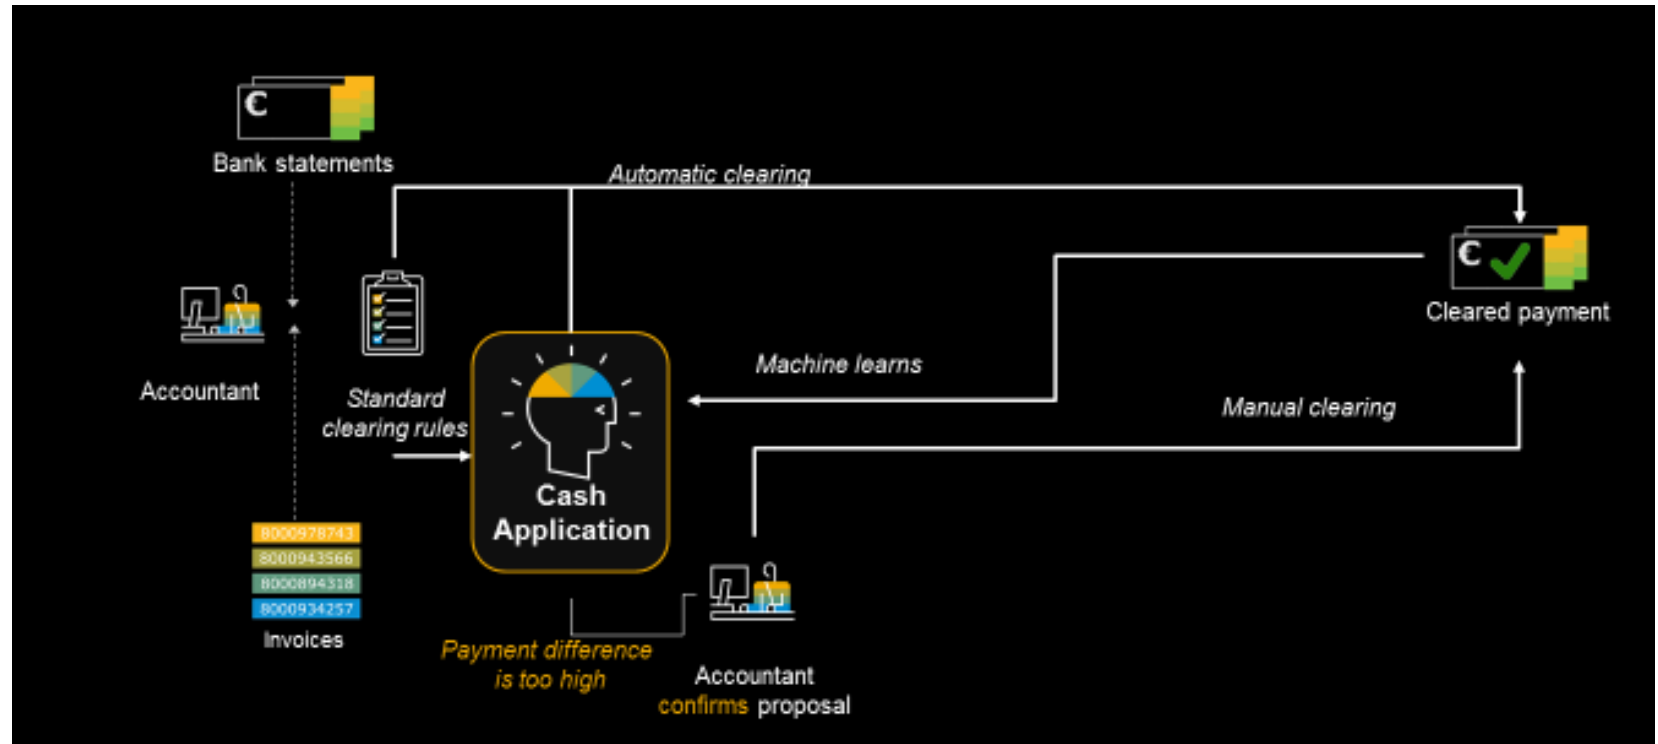 €
Bank statements
Automatic clearing
€
Cleared payment
Accountant
Standard
clearing rules
Machine learns
Manual clearing
Cash
Application
8000978743
8000943566
8000894318
8000934257
Invoices
Payment difference
is too high
Accountant
confirms proposal